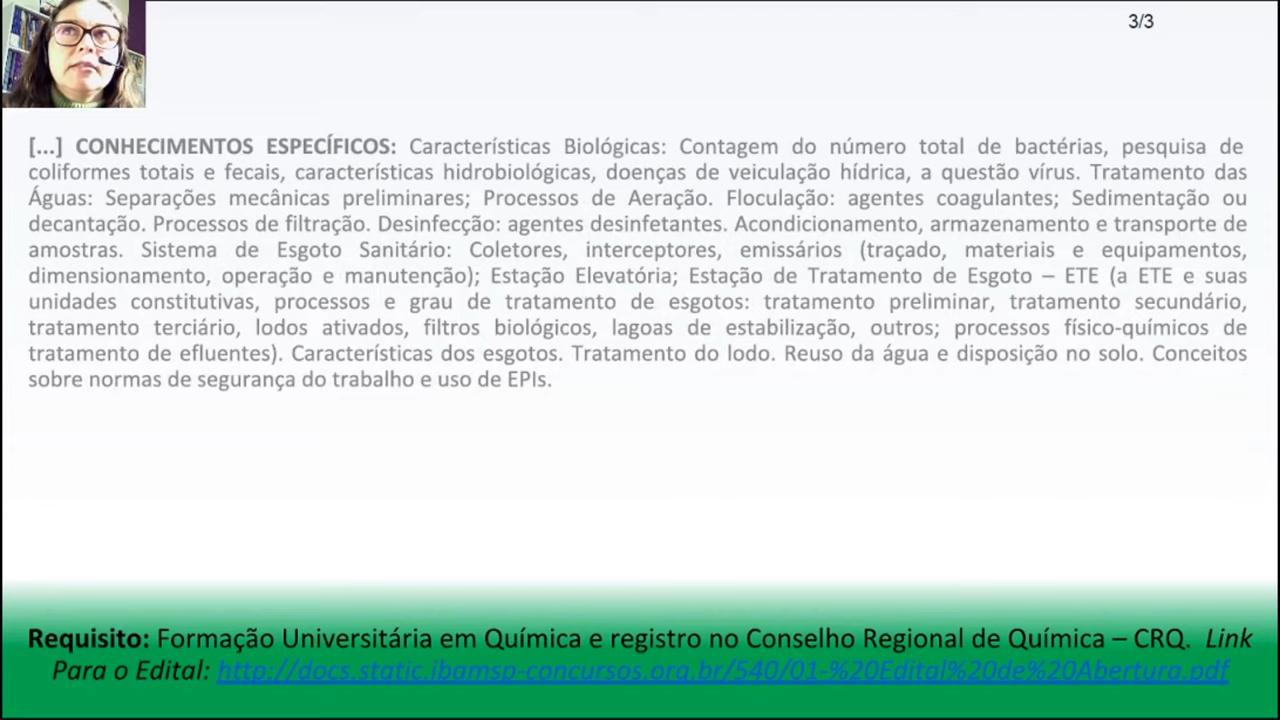 3/3
[...] CONHECIMENTOS ESPECÍFICOS: Características Biológicas: Contagem do número total de bactérias, pesquisa de
coliformes totais e fecais, características hidrobiológicas, doenças de veiculação hídrica, a questão vírus. Tratamento das
Águas: Separações mecânicas preliminares; Processos de Aeração. Floculação: agentes coagulantes; Sedimentação ou
decantação. Processos de filtração. Desinfecção: agentes desinfetantes. Acondicionamento, armazenamento e transporte de
amostras. Sistema de Esgoto Sanitário: Coletores, interceptores, emissários (traçado, materiais e equipamentos,
dimensionamento, operação e manutenção); Estação Elevatória; Estação de Tratamento de Esgoto – ETE (a ETE e suas
unidades constitutivas, processos e grau de tratamento de esgotos: tratamento preliminar, tratamento secundário,
tratamento terciário, lodos ativados, filtros biológicos, lagoas de estabilização, outros; processos físico-químicos de
tratamento de efluentes). Características dos esgotos. Tratamento do lodo. Reuso da água e disposição no solo. Conceitos
sobre normas de segurança do trabalho e uso de EPIs.
Requisito: Formação Universitária em Química e registro no Conselho Regional de Química – CRQ. Link
Para o Edital: http://docs.static.ibamsp-concursos.org.br/540/01-%20Edital%20de%20Abertura.pdf